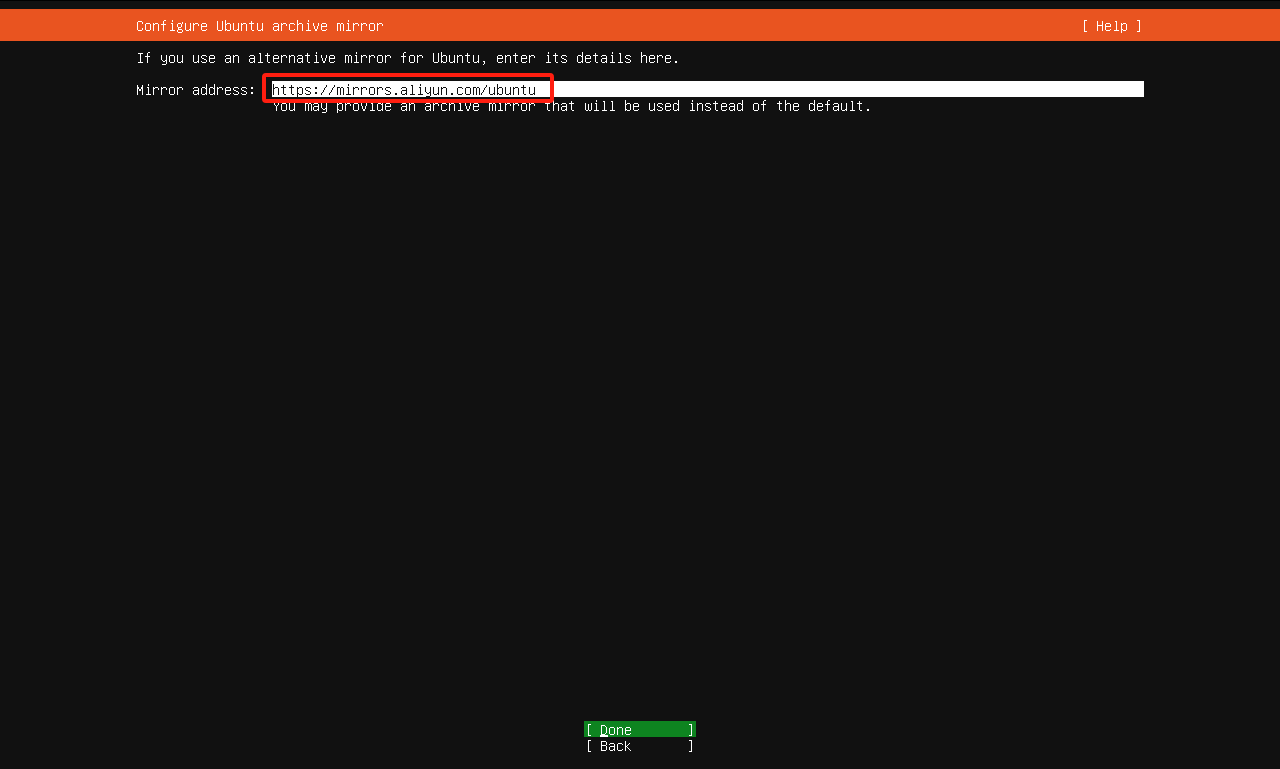 Configure Ubuntu archive mirror [ Help ]
If you use an alternative mirror for Ubuntu, enter its details here.
Mirror address: https://mirrors.aliyun.com/ubuntu
You may provide an archive mirror that will be used instead of the default.
[ Done ]
[ Back ]